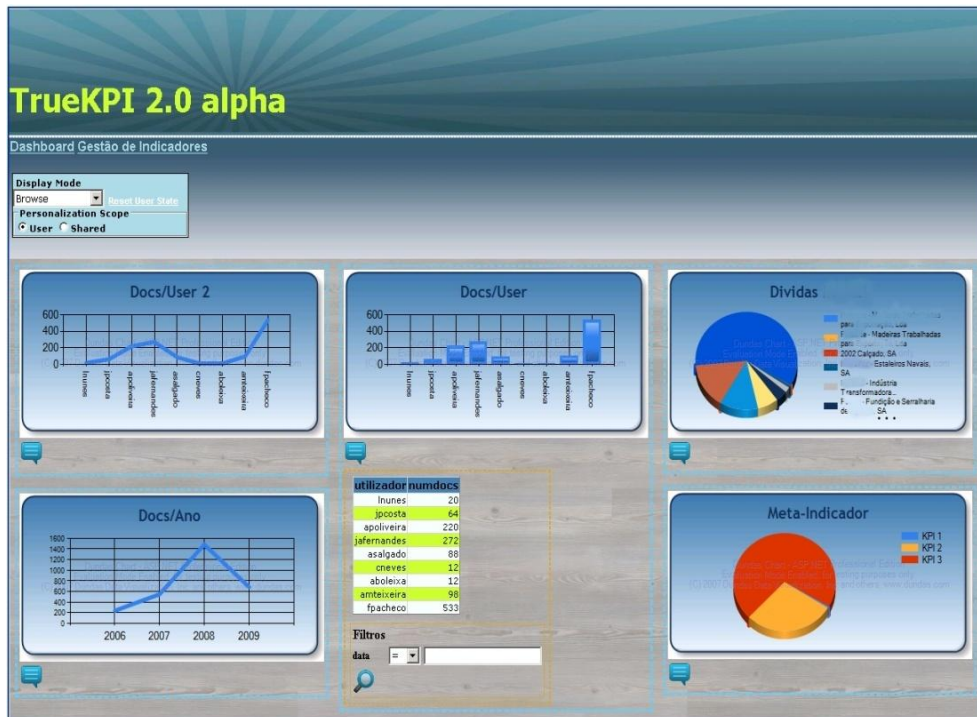 TrueKPI 2.0 alpha
Dashboard Gestão de Indicadores
Display Mode
Browse
Reset User State
Personalization Scope
User Shared
Docs/User 2
600
400
200
0
lnunes
jpcosta
apoliveira
jafernandes
asalgado
cneves
aboleixa
amteixeira
fpacheco
Docs/User
600
400
200
0
lnunes
jpcosta
apoliveira
jafernandes
asalgado
cneves
aboleixa
amteixeira
fpacheco
Dividas
Lda
- Madeiras Trabalhadas
2002 Calçado, SA
- Estaleiros Navais,
SA
- Indústria
Transformadora...
- Fundição e Serralharia
SA
Docs/Ano
1600
1400
1200
1000
800
600
400
200
0
2006 2007 2008 2009
utilizador numdocs
lnunes 20
jpcosta 64
apoliveira 220
jafernandes 272
asalgado 88
cneves 12
aboleixa 12
amteixeira 98
fpacheco 533
Filtros
data =
Meta-Indicador
KPI 1
KPI 2
KPI 3